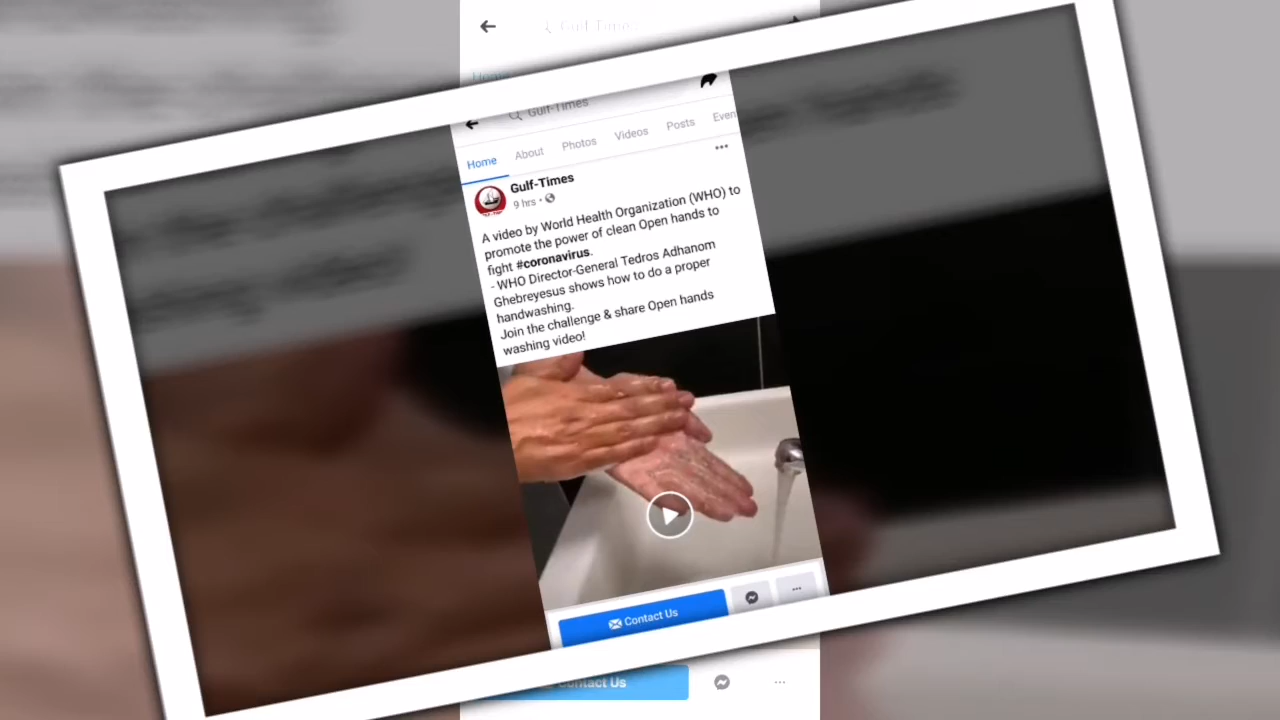 Gulf-Times
Home About Photos Videos Posts Even
Gulf-Times
9 hrs
A video by World Health Organization (WHO) to
promote the power of clean Open hands to
fight #coronavirus.
- WHO Director-General Tedros Adhanom
Ghebreyesus shows how to do a proper
handwashing.
Join the challenge & share Open hands
washing video!
Contact Us
Contact Us